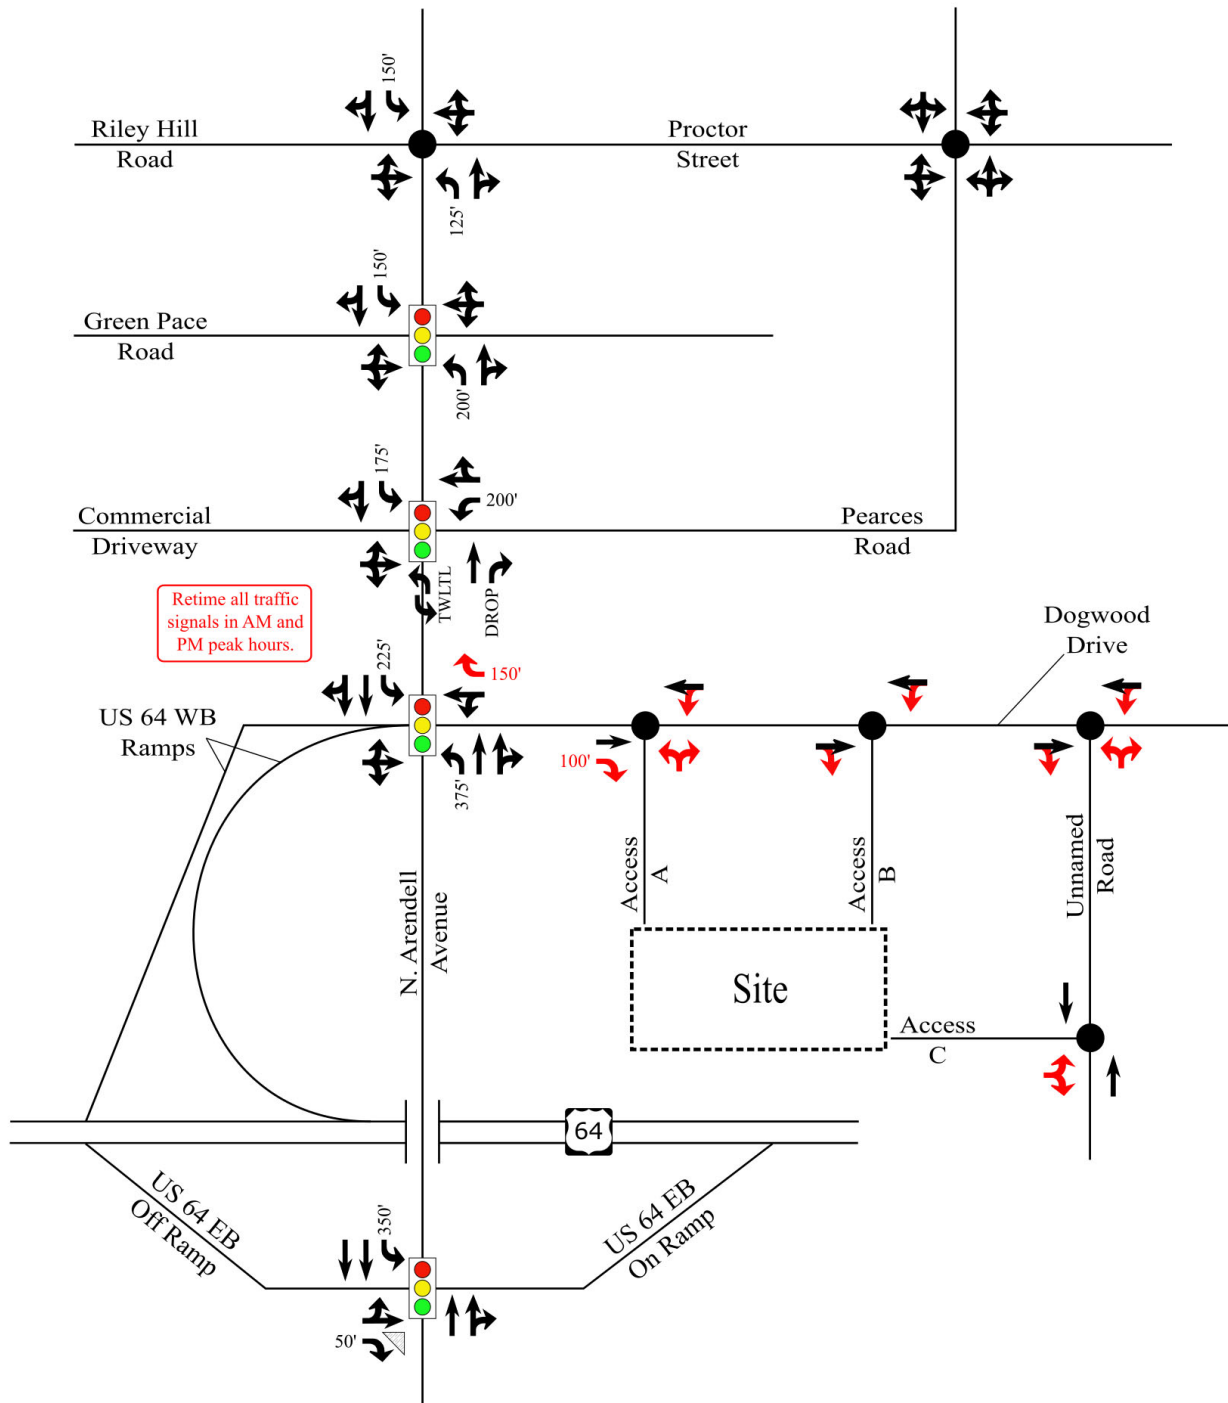 150'
Riley Hill
Road
Proctor
Street
125'
150'
Green Pace
Road
200'
175'
200'
Commercial
Driveway
Pearces
Road
TWLTL
DROP
Retime all traffic
signals in AM and
PM peak hours.
225'
150'
Dogwood
Drive
US 64 WB
Ramps
375'
100'
N. Arendell
Avenue
Access
A
Access
B
Unnamed
Road
Site
Access
C
64
US 64 EB
Off Ramp
350'
US 64 EB
On Ramp
50'